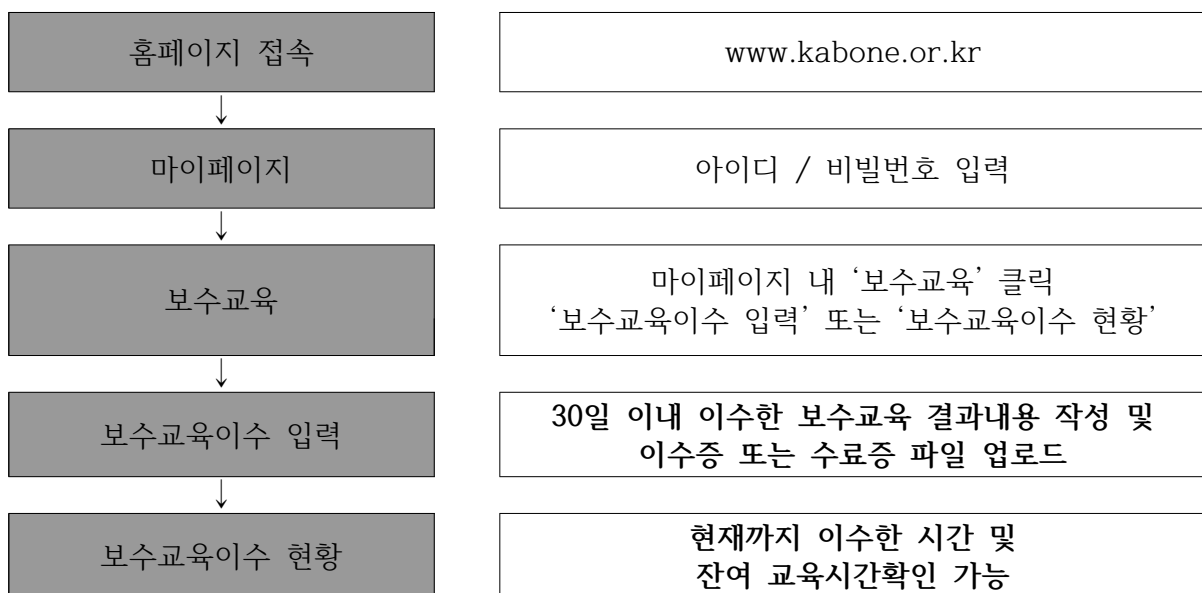 홈페이지 접속
www.kabone.or.kr
마이페이지
아이디 / 비빌번호 입력
보수교육
마이페이지 내 ‘보수교육’ 클릭
‘보수교육이수 입력’ 또는 ‘보수교육이수 현황’
보수교육이수 입력
30일 이내 이수한 보수교육 결과내용 작성 및
이수증 또는 수료증 파일 업로드
보수교육이수 현황
현재까지 이수한 시간 및
잔여 교육시간확인 가능